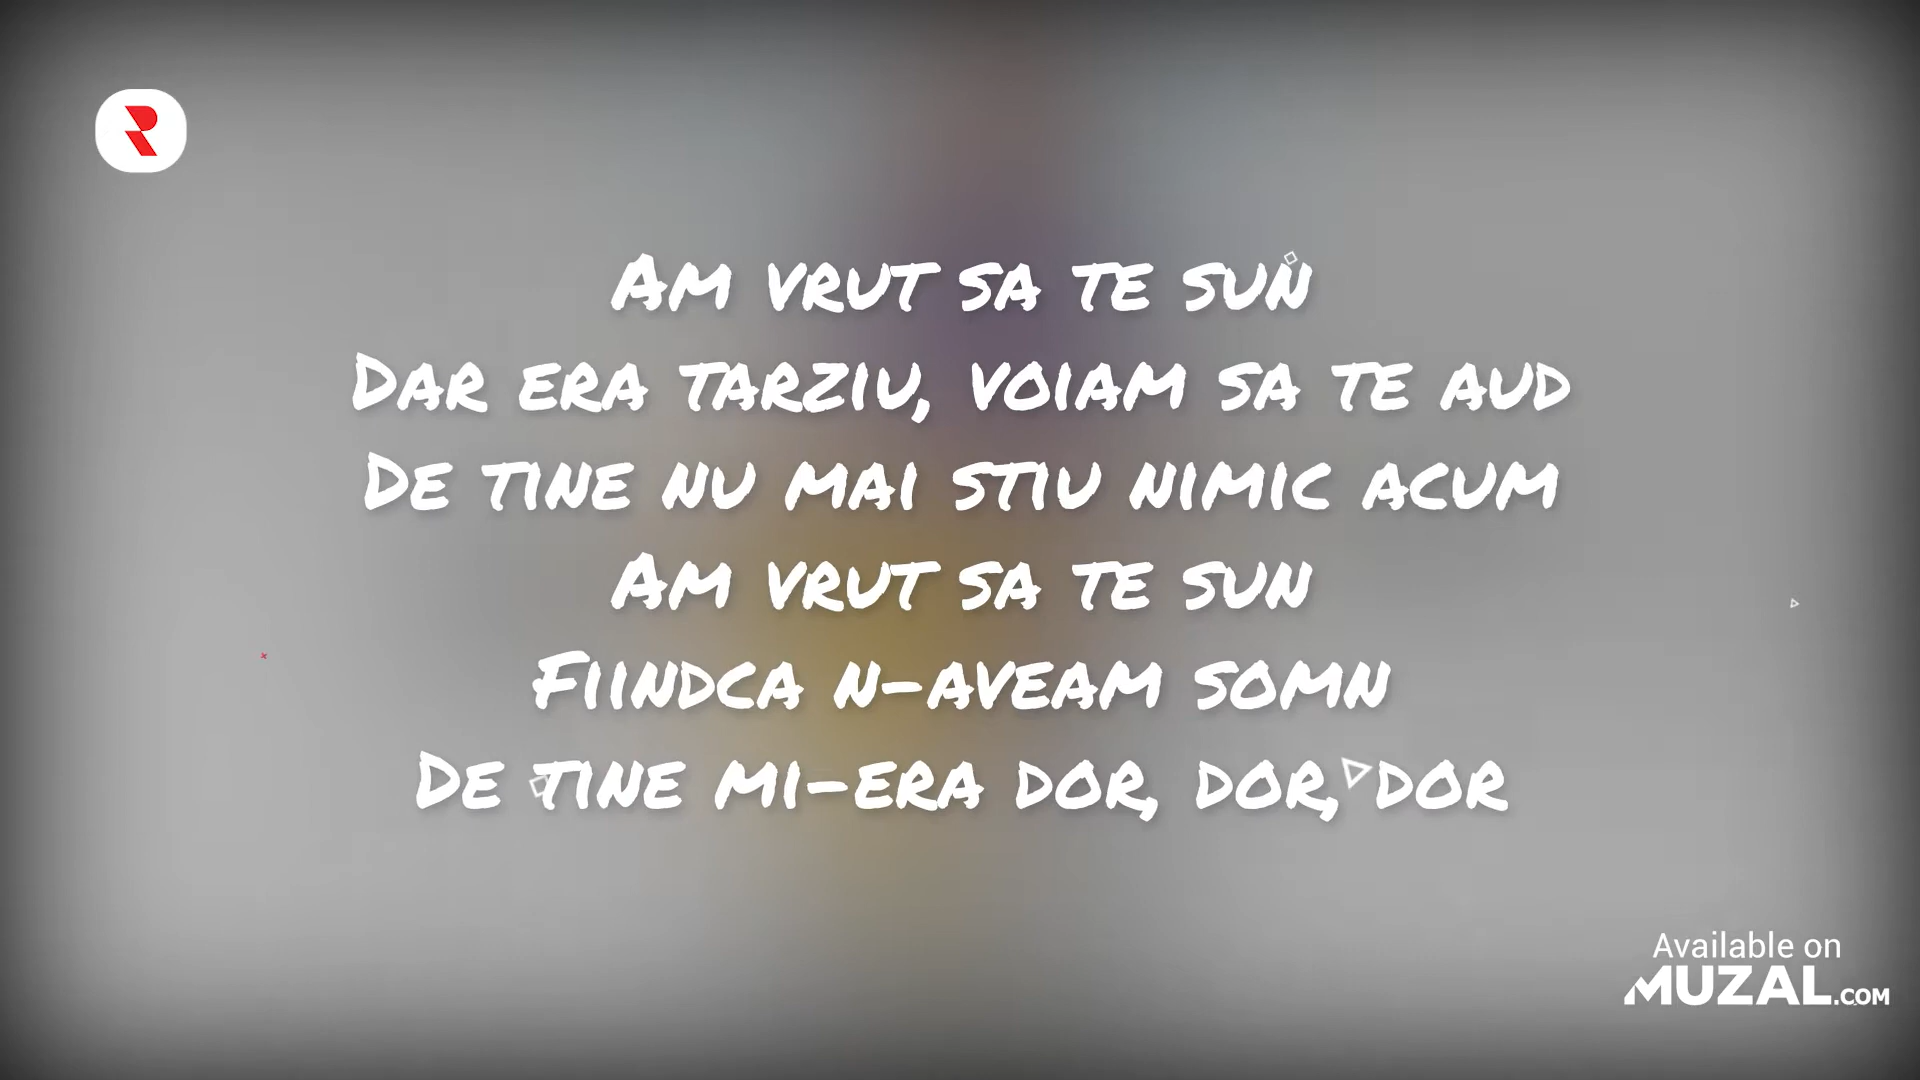 Am vrut sa te sun
Dar era tarziu, voiam sa te aud
De tine nu mai stiu nimic acum
Am vrut sa te sun
Fiindca n-aveam somn
De tine mi-era dor, dor, dor
Available on
MUZAL.COM